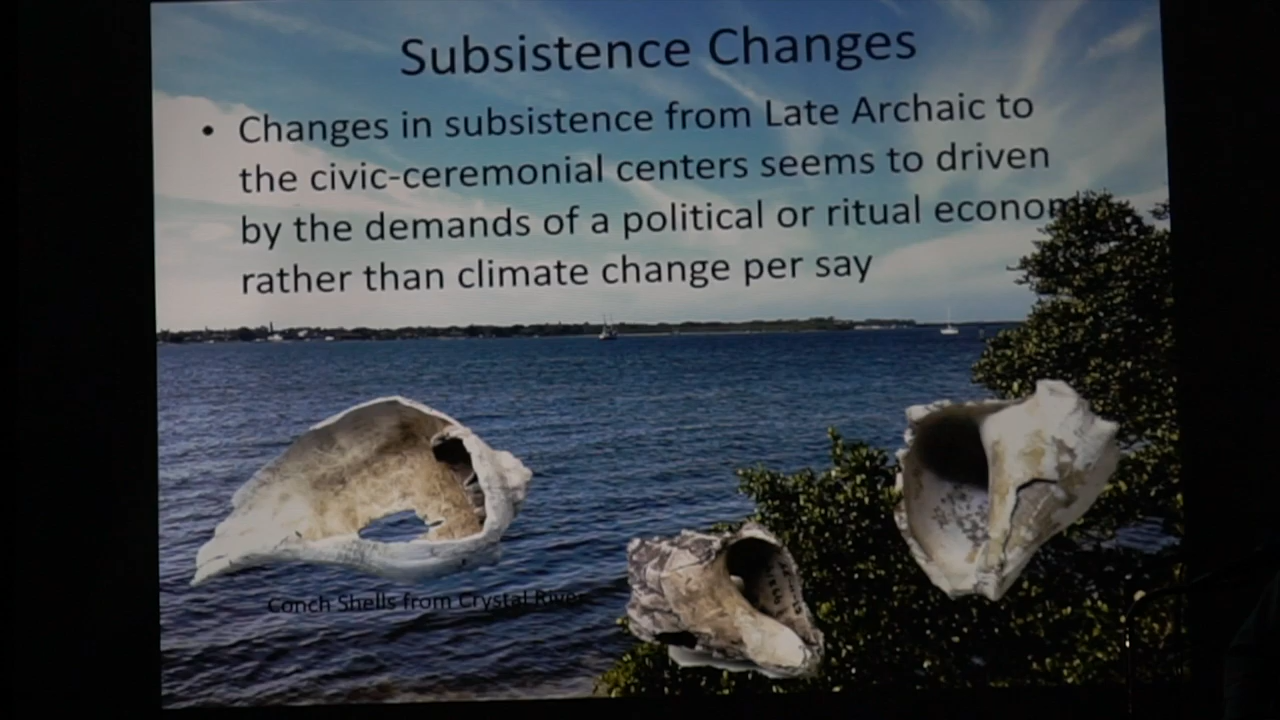 Subsistence Changes
• Changes in subsistence from Late Archaic to
the civic-ceremonial centers seems to driven
by the demands of a political or ritual economy
rather than climate change per say
Conch Shells from Crystal River